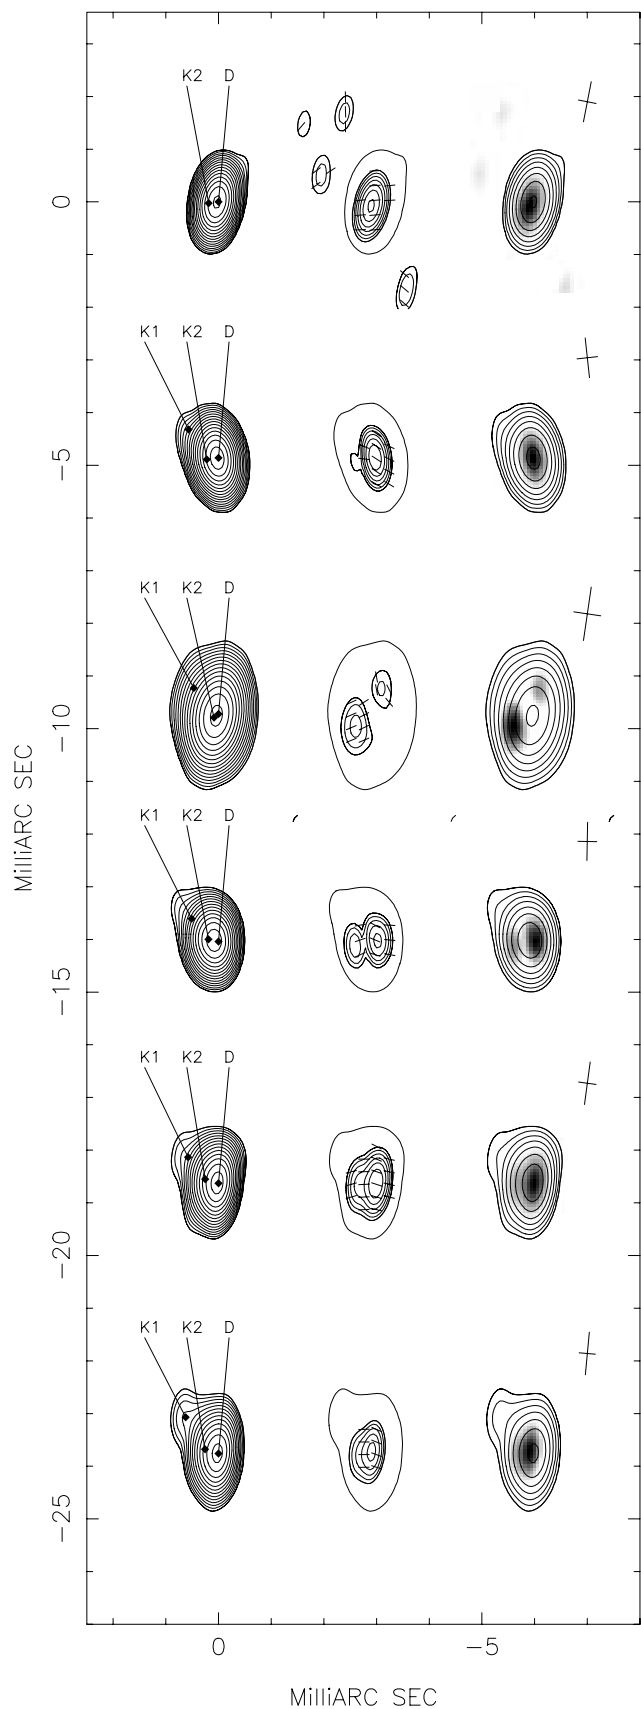 K2 D
0
K1 K2 D
−5
K1 K2 D
−10
MilliARC SEC
K1 K2 D
−15
K1 K2 D
−20
K1 K2 D
−25
0 −5
MilliARC SEC